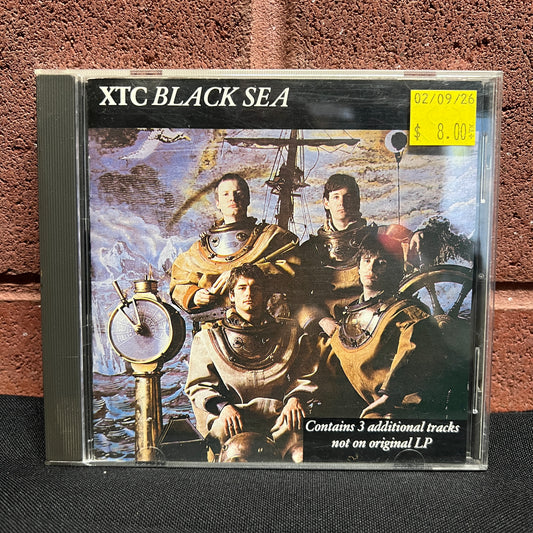 XTC BLACK SEA
02/09/26
$ 8.00
Contains 3 additional tracks
not on original LP